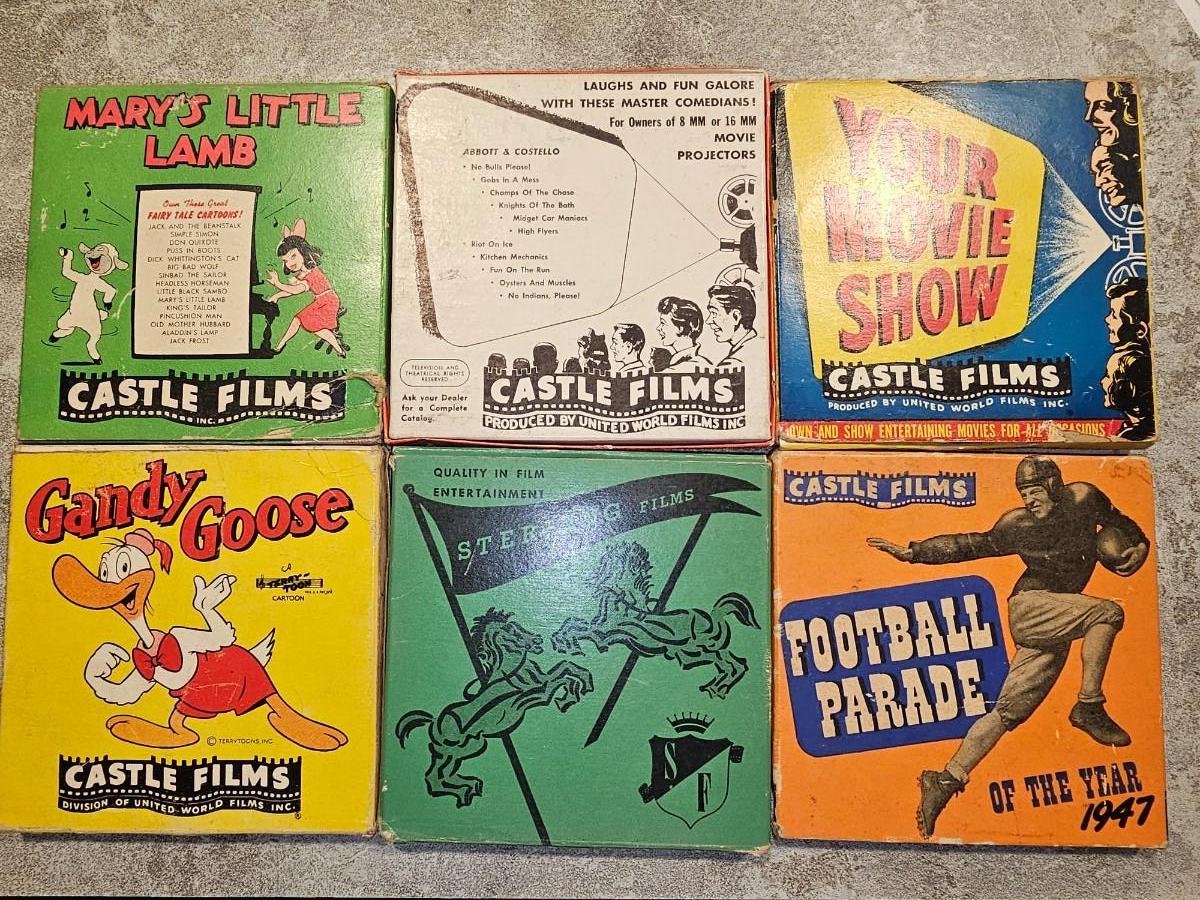 MARY'S LITTLE
LAMB
Own These Great
FAIRY TALE CARTOONS!
JACK AND THE BEANSTALK
SIMPLE SIMON
DON QUIXOTE
PUSS IN BOOTS
DICK WHITTINGTON'S CAT
BIG BAD WOLF
SINBAD THE SAILOR
HEADLESS HORSEMAN
LITTLE BLACK SAMBO
MARY'S LITTLE LAMB
KING'S TAILOR
PINCUSHION MAN
OLD MOTHER HUBBARD
ALADDIN'S LAMP
JACK FROST
CASTLE FILMS
INC.
LAUGHS AND FUN GALORE
WITH THESE MASTER COMEDIANS!
For Owners of 8 MM or 16 MM
MOVIE
PROJECTORS
ABBOTT & COSTELLO
• No Bulls Please!
• Gobs In A Mess
• Champs Of The Chase
• Knights Of The Bath
• Midget Car Maniacs
• High Flyers
• Riot On Ice
• Kitchen Mechanics
• Fun On The Run
• Oysters And Muscles
• No Indians, Please!
TELEVISION AND
THEATRICAL RIGHTS
RESERVED
Ask your Dealer
for a Complete
Catalog.
CASTLE FILMS
PRODUCED BY UNITED WORLD FILMS INC
YOUR
MOVIE
SHOW
CASTLE FILMS
PRODUCED BY UNITED WORLD FILMS INC.
OWN AND SHOW ENTERTAINING MOVIES FOR ALL OCCASIONS!
Gandy
Goose
A
TERRY-
TOON
CARTOON
© TERRYTOONS, INC.
CASTLE FILMS
DIVISION OF UNITED WORLD FILMS INC.
®
QUALITY IN FILM
ENTERTAINMENT
STERLING FILMS
S
F
CASTLE FILMS
FOOTBALL
PARADE
OF THE YEAR
1947